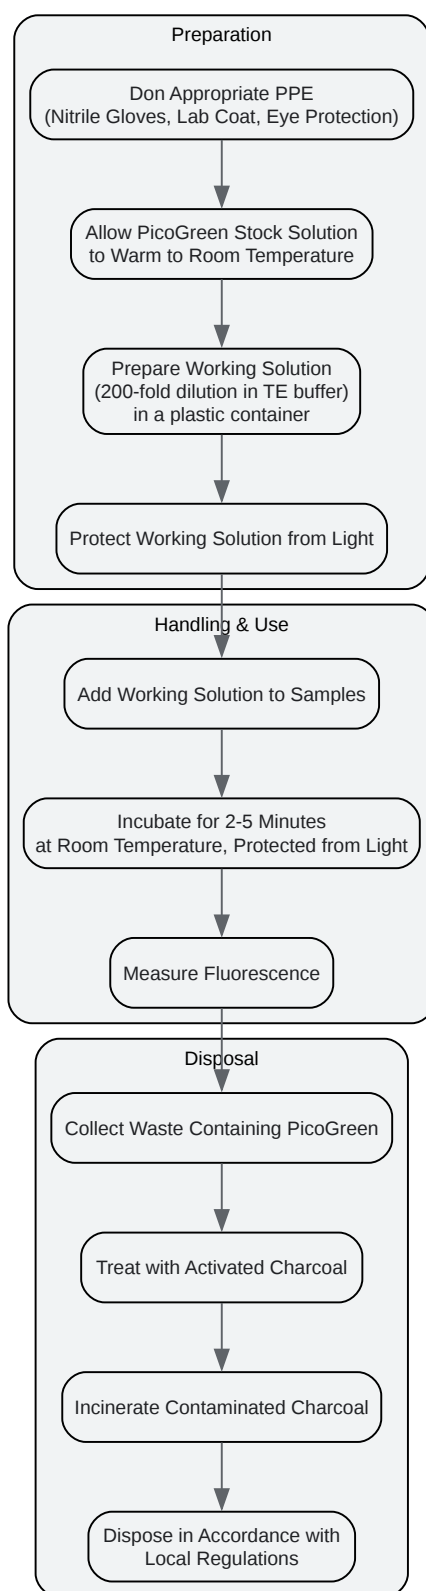 Preparation
Don Appropriate PPE
(Nitrile Gloves, Lab Coat, Eye Protection)
Allow PicoGreen Stock Solution
to Warm to Room Temperature
Prepare Working Solution
(200-fold dilution in TE buffer)
in a plastic container
Protect Working Solution from Light
Handling & Use
Add Working Solution to Samples
Incubate for 2-5 Minutes
at Room Temperature, Protected from Light
Measure Fluorescence
Disposal
Collect Waste Containing PicoGreen
Treat with Activated Charcoal
Incinerate Contaminated Charcoal
Dispose in Accordance with
Local Regulations